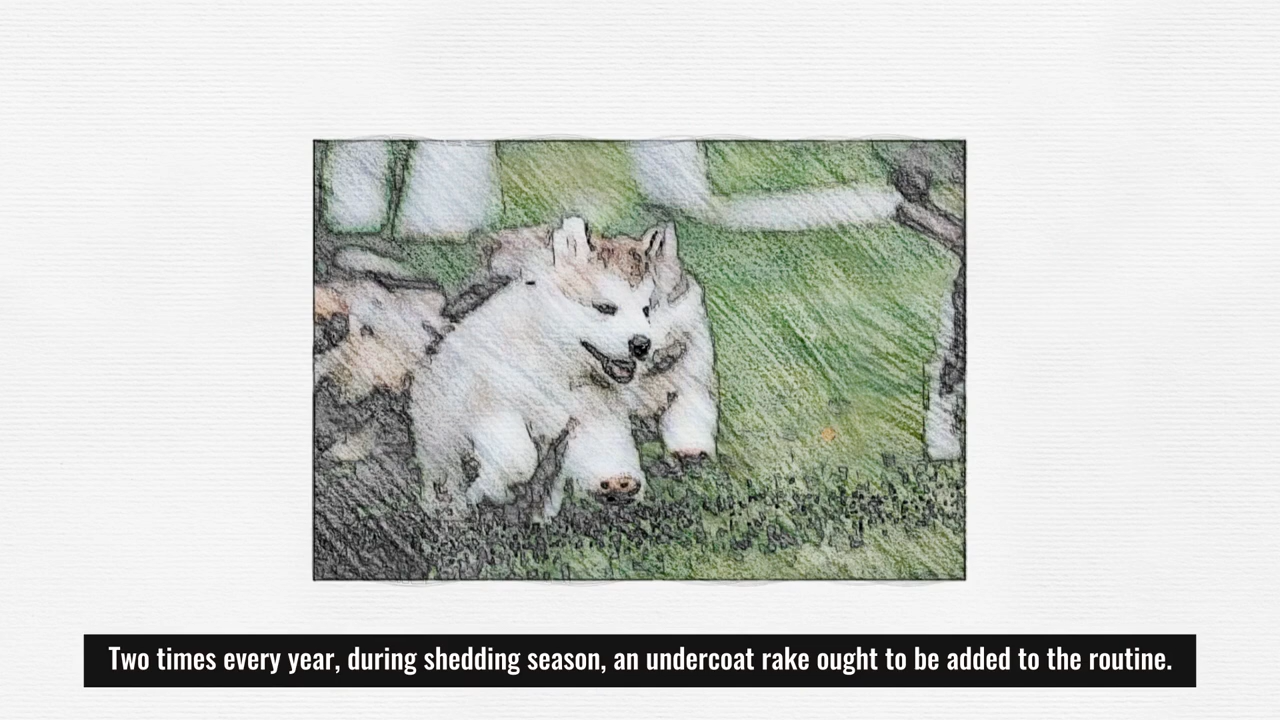 Two times every year, during shedding season, an undercoat rake ought to be added to the routine.